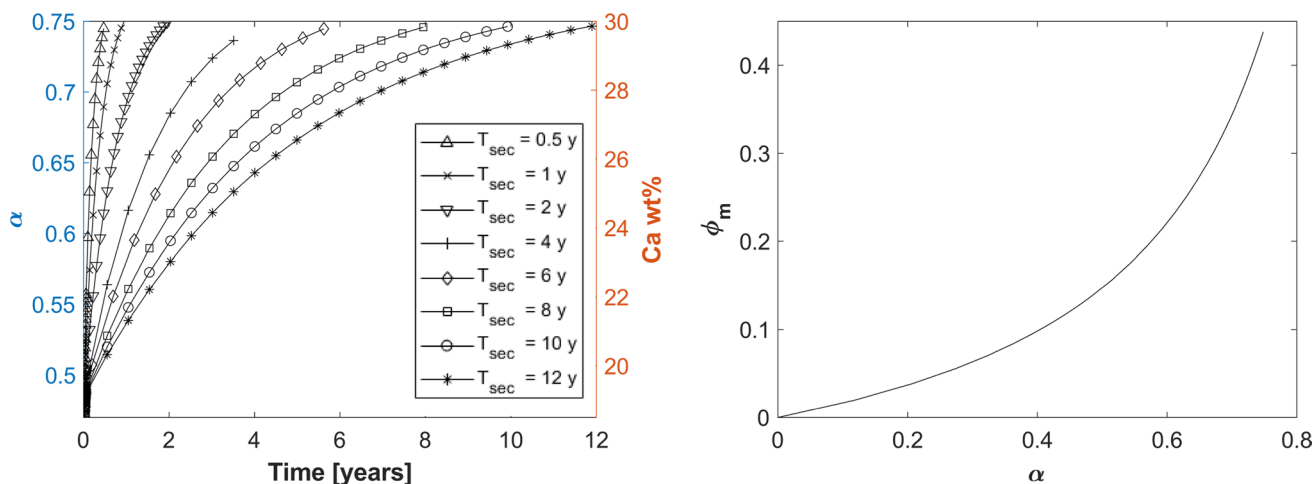 0.75
0.7
0.65
0.6
0.55
0.5
α
0 2 4 6 8 10 12
Time [years]
30
28
26
24
22
20
Ca wt%
T_sec = 0.5 y
T_sec = 1 y
T_sec = 2 y
T_sec = 4 y
T_sec = 6 y
T_sec = 8 y
T_sec = 10 y
T_sec = 12 y
0.4
0.3
0.2
0.1
0
ϕ_m
0 0.2 0.4 0.6 0.8
α